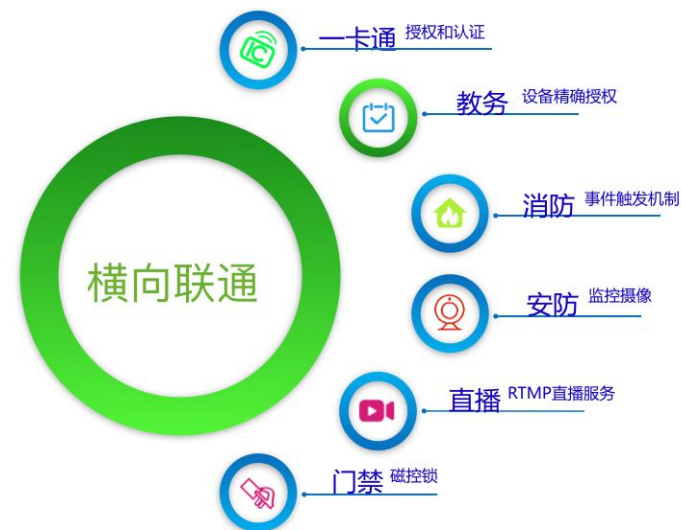 一卡通 授权和认证
教务 设备精确授权
消防 事件触发机制
横向联通
安防 监控摄像
直播 RTMP直播服务
门禁 磁控锁